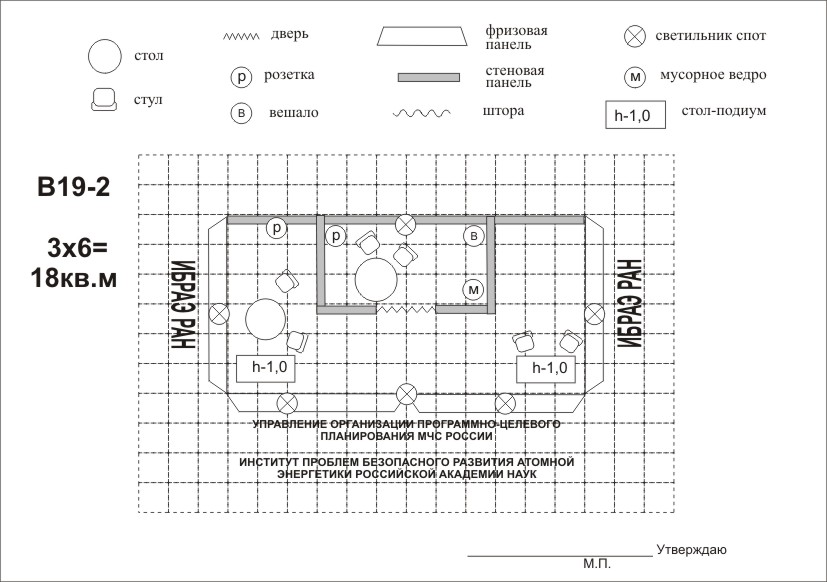 стол
стул
дверь
розетка
р
вешало
в
фризовая
панель
стеновая
панель
штора
светильник спот
м
мусорное ведро
h-1,0
стол-подиум
В19-2
3х6=
18кв.м
ИБРАЭ РАН
р
р
в
м
h-1,0
h-1,0
ИБРАЭ РАН
УПРАВЛЕНИЕ ОРГАНИЗАЦИИ ПРОГРАММНО-ЦЕЛЕВОГО
ПЛАНИРОВАНИЯ МЧС РОССИИ
ИНСТИТУТ ПРОБЛЕМ БЕЗОПАСНОГО РАЗВИТИЯ АТОМНОЙ
ЭНЕРГЕТИКИ РОССИЙСКОЙ АКАДЕМИИ НАУК
Утверждаю
М.П.